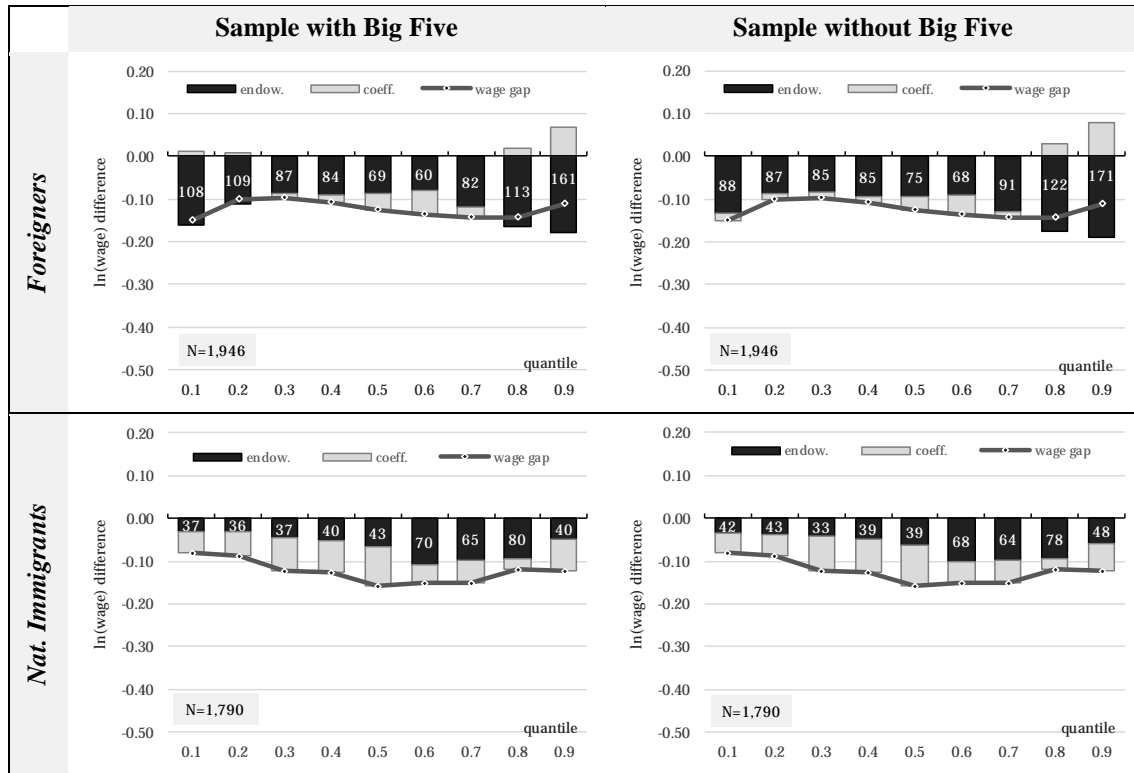 Sample with Big Five
Sample without Big Five
Foreigners
0.20
0.10
0.00
-0.10
-0.20
-0.30
-0.40
-0.50
ln(wage) difference
endow. coeff. wage gap
108 109 87 84 69 60 82 113 161
N=1,946
quantile
0.1 0.2 0.3 0.4 0.5 0.6 0.7 0.8 0.9
0.20
0.10
0.00
-0.10
-0.20
-0.30
-0.40
-0.50
ln(wage) difference
endow. coeff. wage gap
88 87 85 85 75 68 91 122 171
N=1,946
quantile
0.1 0.2 0.3 0.4 0.5 0.6 0.7 0.8 0.9
Nat. Immigrants
0.20
0.10
0.00
-0.10
-0.20
-0.30
-0.40
-0.50
ln(wage) difference
endow. coeff. wage gap
37 36 37 40 43 70 65 80 40
N=1,790
quantile
0.1 0.2 0.3 0.4 0.5 0.6 0.7 0.8 0.9
0.20
0.10
0.00
-0.10
-0.20
-0.30
-0.40
-0.50
ln(wage) difference
endow. coeff. wage gap
42 43 33 39 39 68 64 78 48
N=1,790
quantile
0.1 0.2 0.3 0.4 0.5 0.6 0.7 0.8 0.9